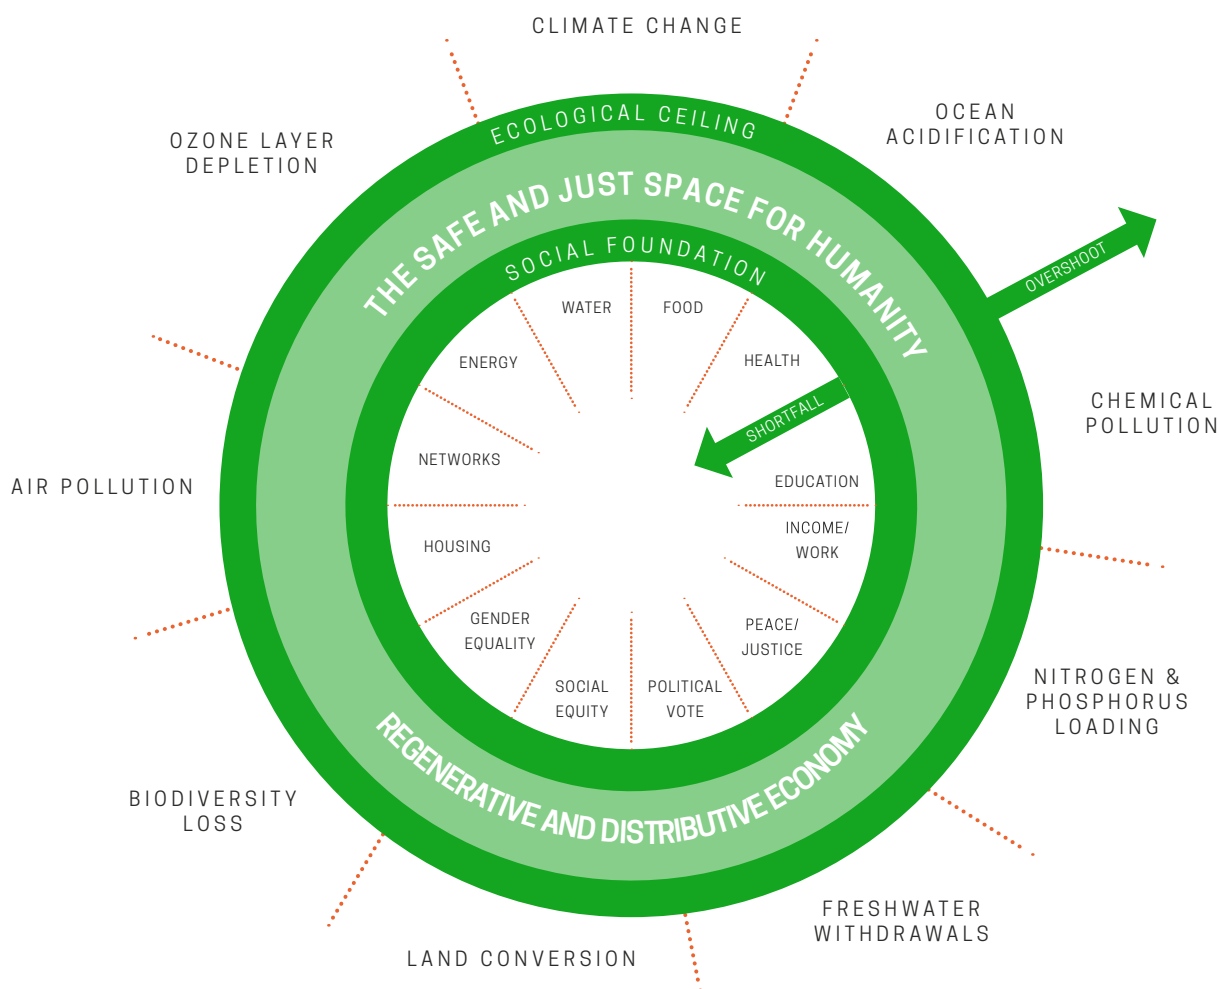 CLIMATE CHANGE
OCEAN
ACIDIFICATION
OZONE LAYER
DEPLETION
ECOLOGICAL CEILING
THE SAFE AND JUST SPACE FOR HUMANITY
SOCIAL FOUNDATION
OVERSHOOT
WATER
FOOD
ENERGY
HEALTH
SHORTFALL
NETWORKS
EDUCATION
HOUSING
INCOME/
WORK
GENDER
EQUALITY
PEACE/
JUSTICE
SOCIAL
EQUITY
POLITICAL
VOTE
CHEMICAL
POLLUTION
AIR POLLUTION
NITROGEN &
PHOSPHORUS
LOADING
REGENERATIVE AND DISTRIBUTIVE ECONOMY
BIODIVERSITY
LOSS
FRESHWATER
WITHDRAWALS
LAND CONVERSION